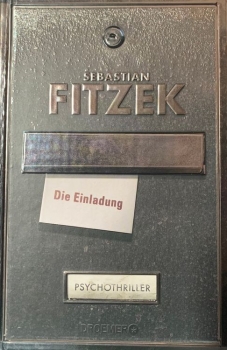 SEBASTIAN
FITZEK
Die Einladung
PSYCHOTHRILLER
DROEMER